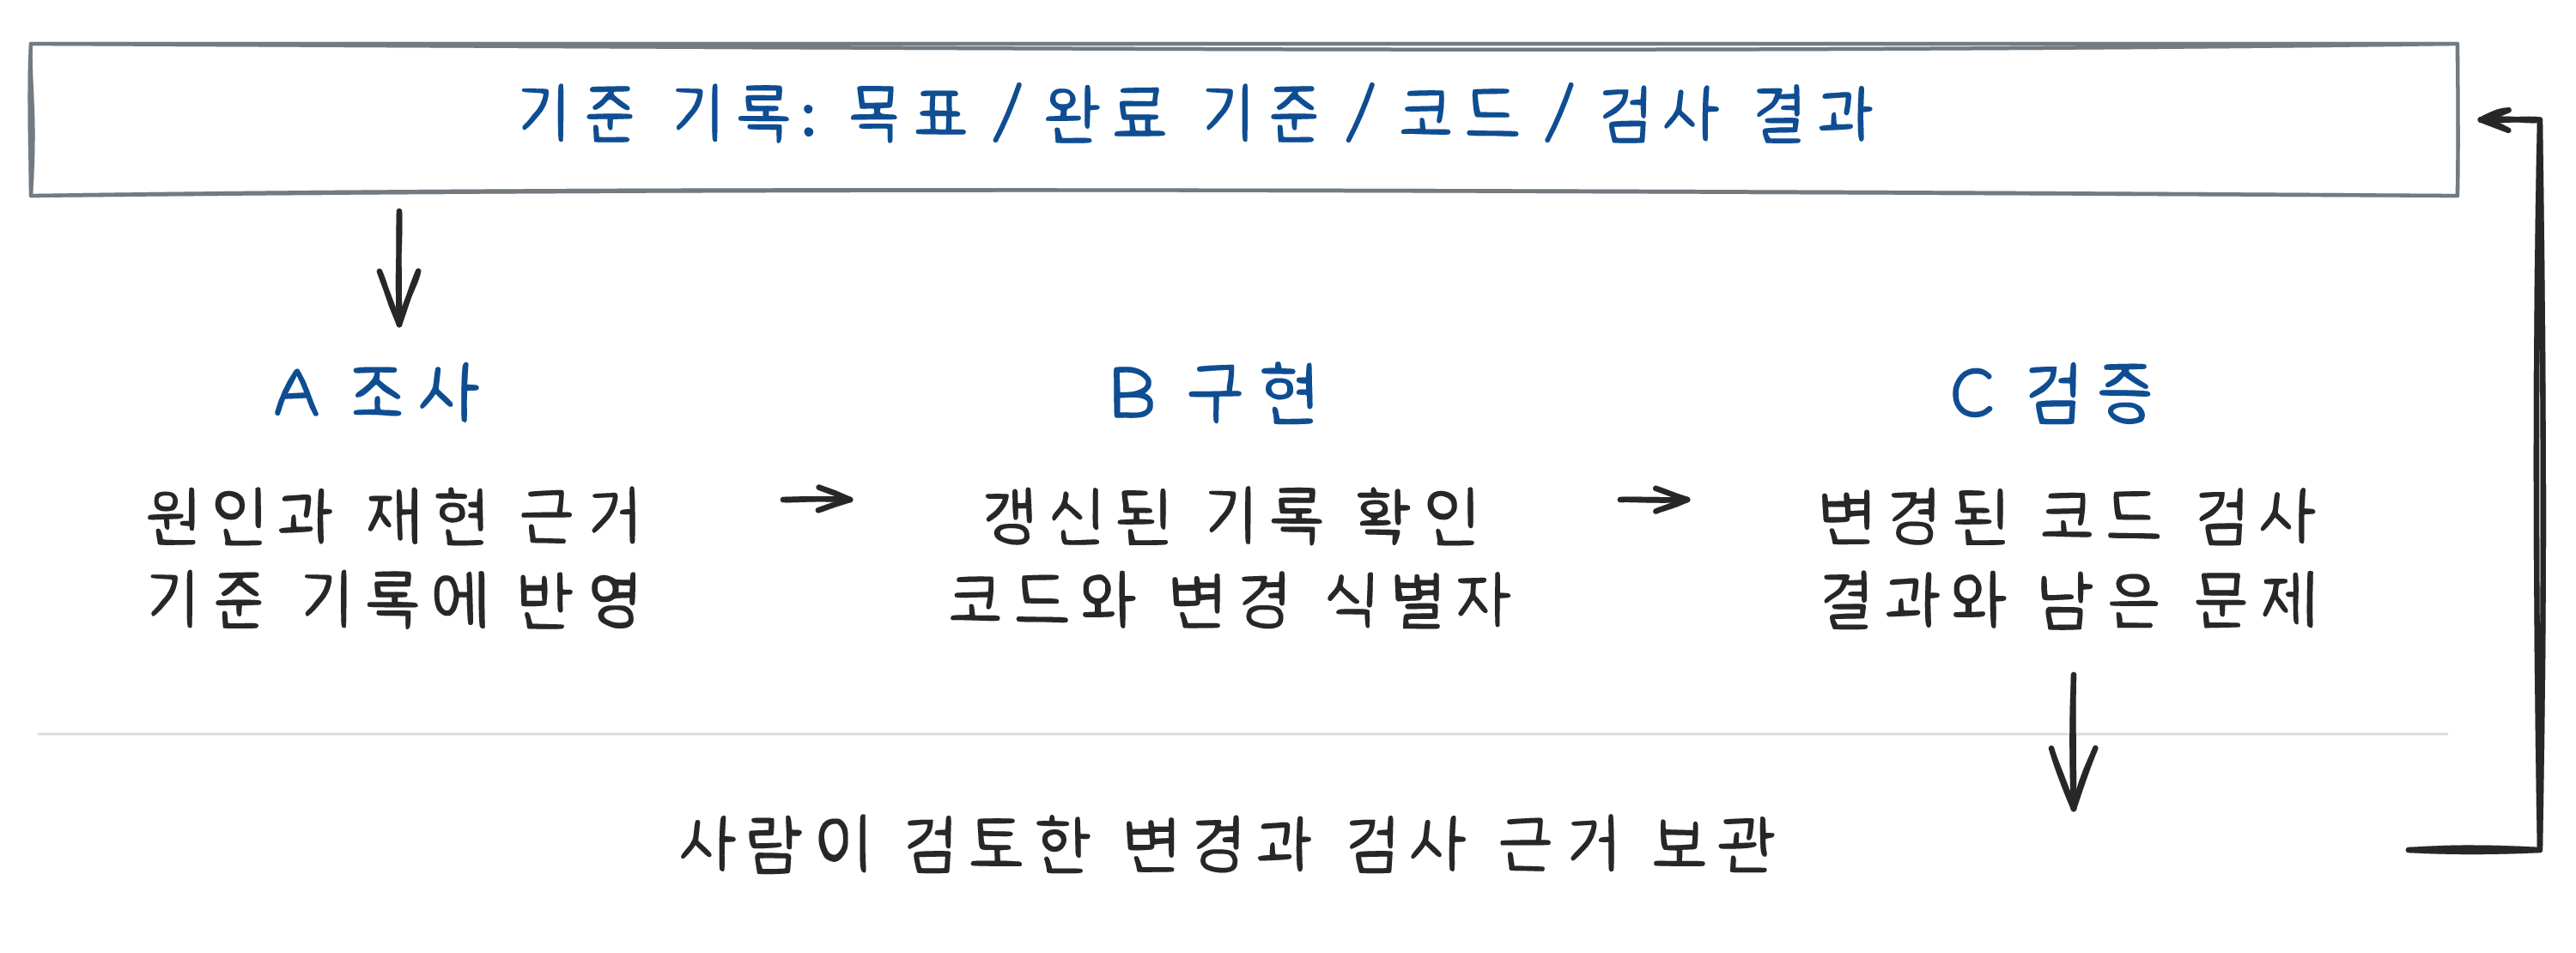 기준 기록: 목표 / 완료 기준 / 코드 / 검사 결과
A 조사
원인과 재현 근거
기준 기록에 반영
B 구현
갱신된 기록 확인
코드와 변경 식별자
C 검증
변경된 코드 검사
결과와 남은 문제
사람이 검토한 변경과 검사 근거 보관